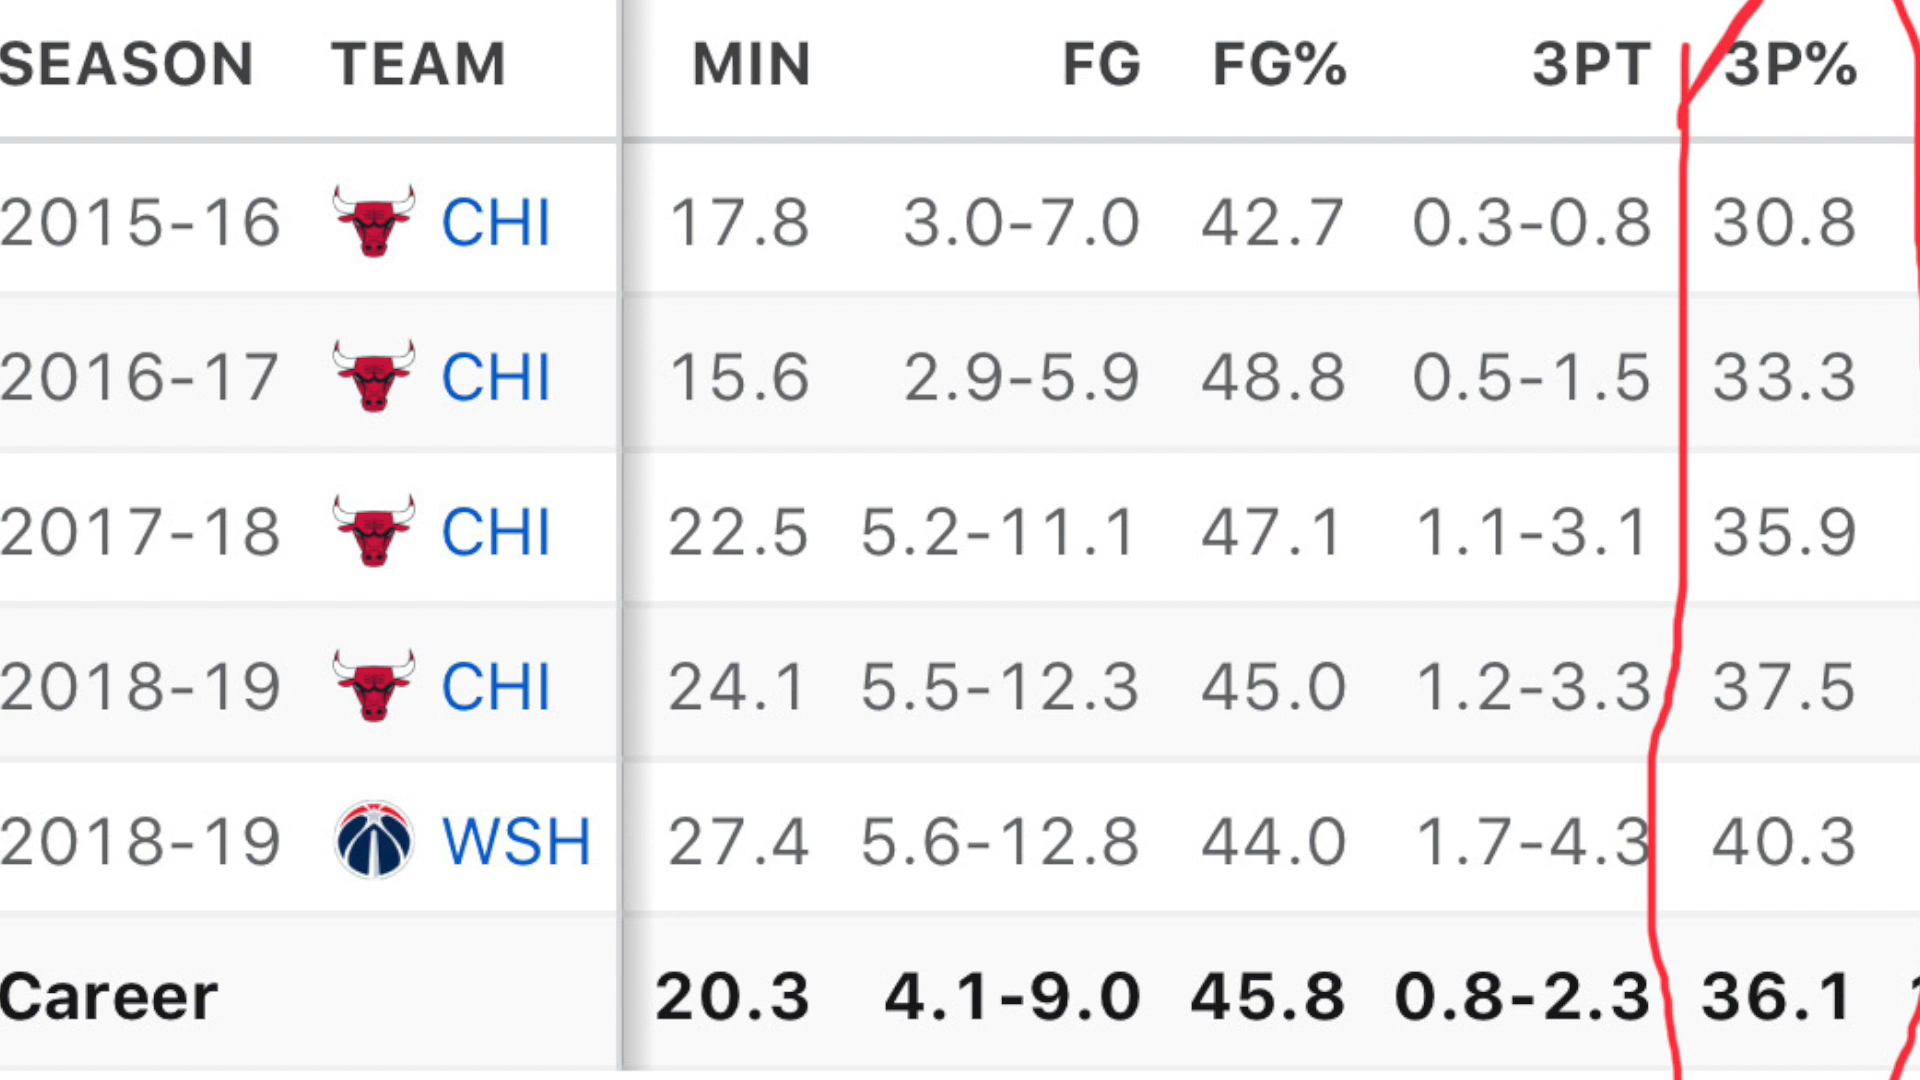 SEASON TEAM MIN FG FG% 3PT 3P%
2015-16 CHI 17.8 3.0-7.0 42.7 0.3-0.8 30.8
2016-17 CHI 15.6 2.9-5.9 48.8 0.5-1.5 33.3
2017-18 CHI 22.5 5.2-11.1 47.1 1.1-3.1 35.9
2018-19 CHI 24.1 5.5-12.3 45.0 1.2-3.3 37.5
2018-19 WSH 27.4 5.6-12.8 44.0 1.7-4.3 40.3
Career 20.3 4.1-9.0 45.8 0.8-2.3 36.1